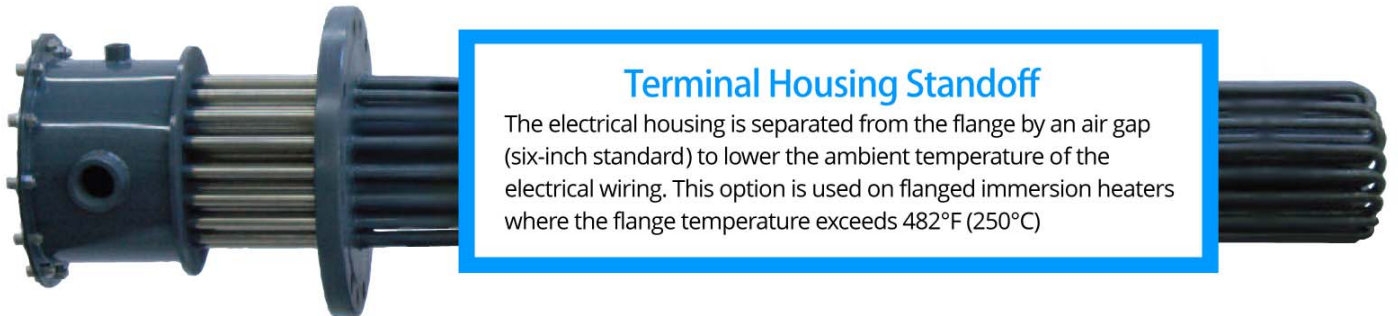 Terminal Housing Standoff
The electrical housing is separated from the flange by an air gap
(six-inch standard) to lower the ambient temperature of the
electrical wiring. This option is used on flanged immersion heaters
where the flange temperature exceeds 482°F (250°C)